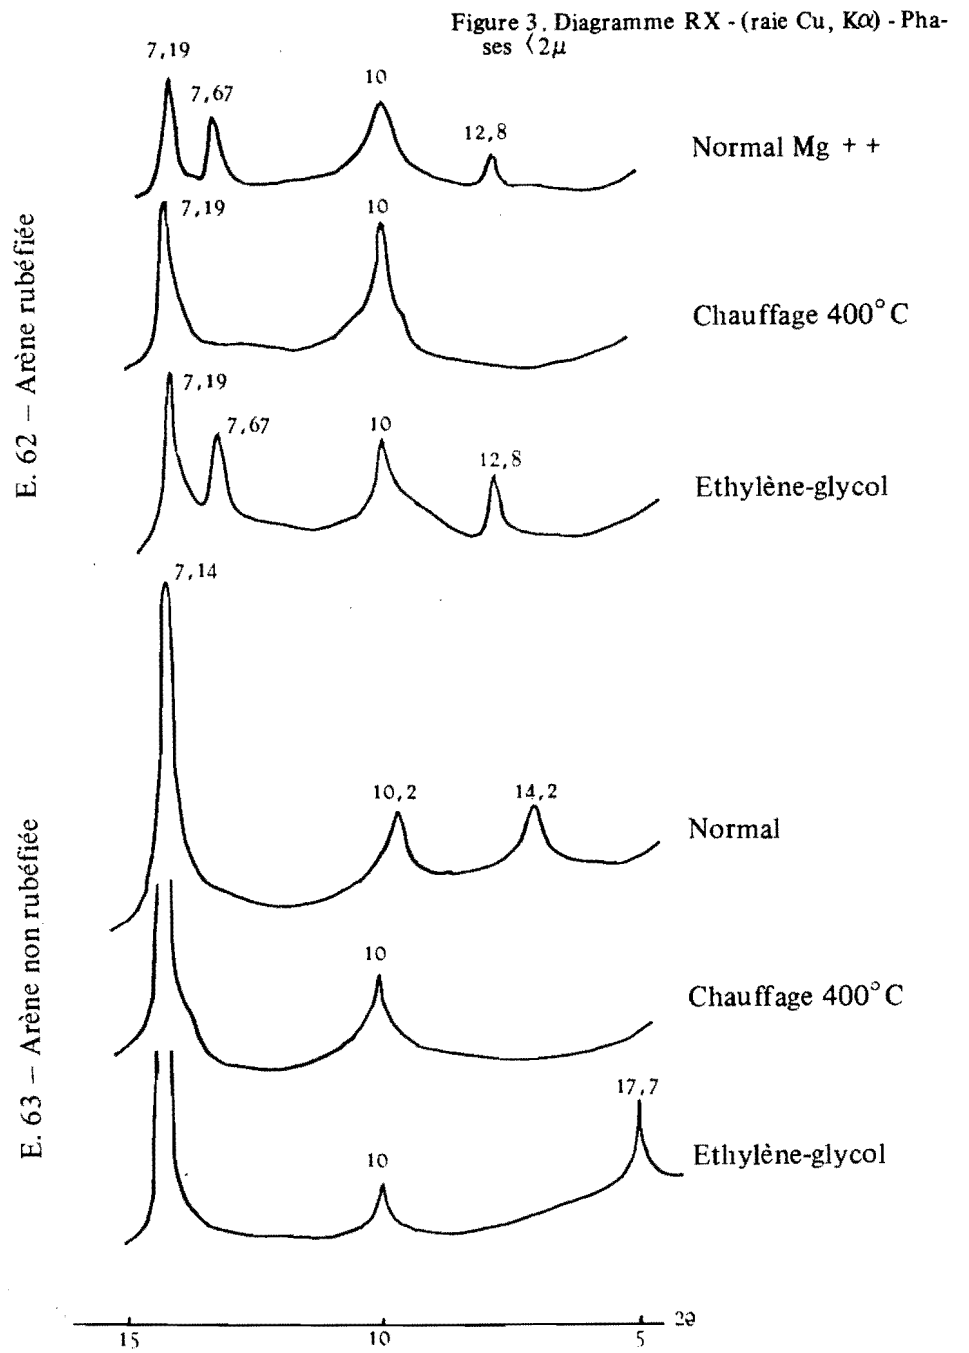 Figure 3. Diagramme RX - (raie Cu, Kα) - Pha-
ses <2μ
7,19
7,67
10
12,8
Normal Mg + +
E. 62 – Arène rubéfiée
7,19
10
Chauffage 400°C
7,19
7,67
10
12,8
Ethylène-glycol
7,14
10,2
14,2
Normal
E. 63 – Arène non rubéfiée
10
Chauffage 400°C
10
17,7
Ethylène-glycol
2θ
15
10
5